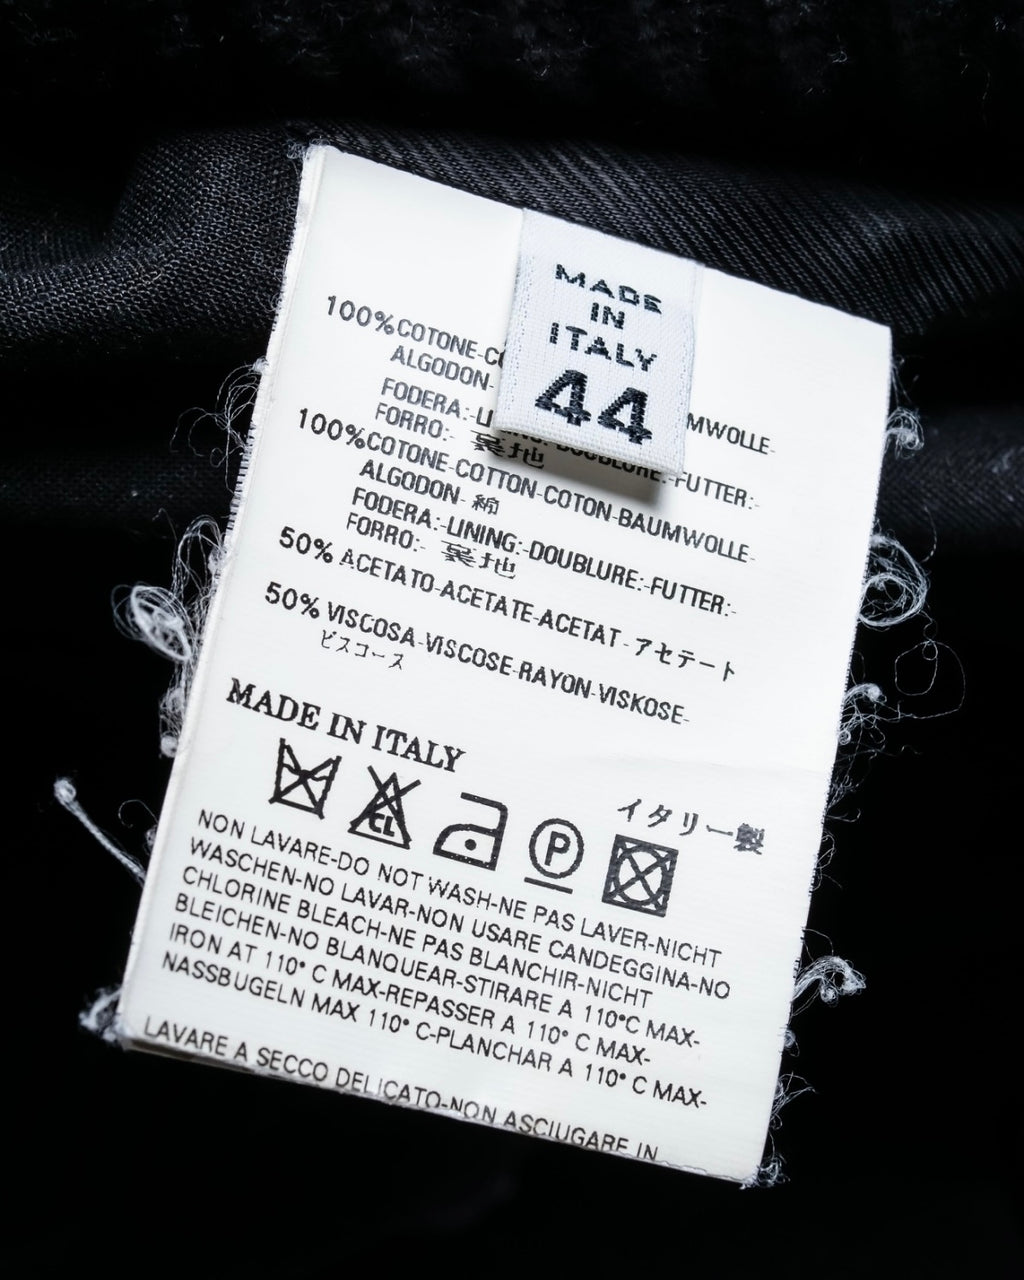 MADE
IN
ITALY
44
100% COTONE-
ALGODON-
BAUMWOLLE-
FODERA:- DOUBLURE:-FUTTER:-
FORRO:- 裏地
100% COTONE-COTTON-COTON-BAUMWOLLE-
ALGODON- 綿
FODERA:-LINING:-DOUBLURE:-FUTTER:-
FORRO:- 裏地
50% ACETATO-ACETATE-ACETAT-アセテート
50% VISCOSA-VISCOSE-RAYON-VISKOSE-
ビスコース
MADE IN ITALY
イタリー製
CL
P
NON LAVARE-DO NOT WASH-NE PAS LAVER-NICHT
WASCHEN-NO LAVAR-NON USARE CANDEGGINA-NO
CHLORINE BLEACH-NE PAS BLANCHIR-NICHT
BLEICHEN-NO BLANQUEAR-STIRARE A 110°C MAX-
IRON AT 110° C MAX-REPASSER A 110° C MAX-
NASSBUGELN MAX 110° C-PLANCHAR A 110° C MAX-
LAVARE A SECCO DELICATO-NON ASCIUGARE IN